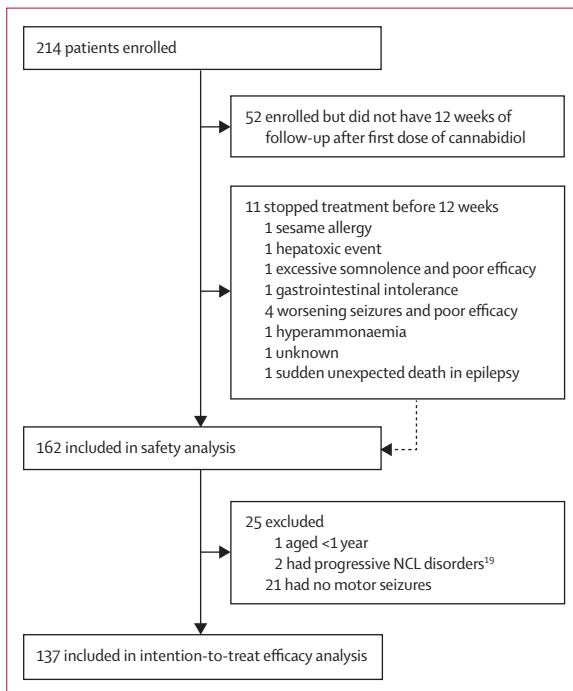 214 patients enrolled
52 enrolled but did not have 12 weeks of
follow-up after first dose of cannabidiol
11 stopped treatment before 12 weeks
1 sesame allergy
1 hepatoxic event
1 excessive somnolence and poor efficacy
1 gastrointestinal intolerance
4 worsening seizures and poor efficacy
1 hyperammonaemia
1 unknown
1 sudden unexpected death in epilepsy
162 included in safety analysis
25 excluded
1 aged <1 year
2 had progressive NCL disorders¹⁹
21 had no motor seizures
137 included in intention-to-treat efficacy analysis